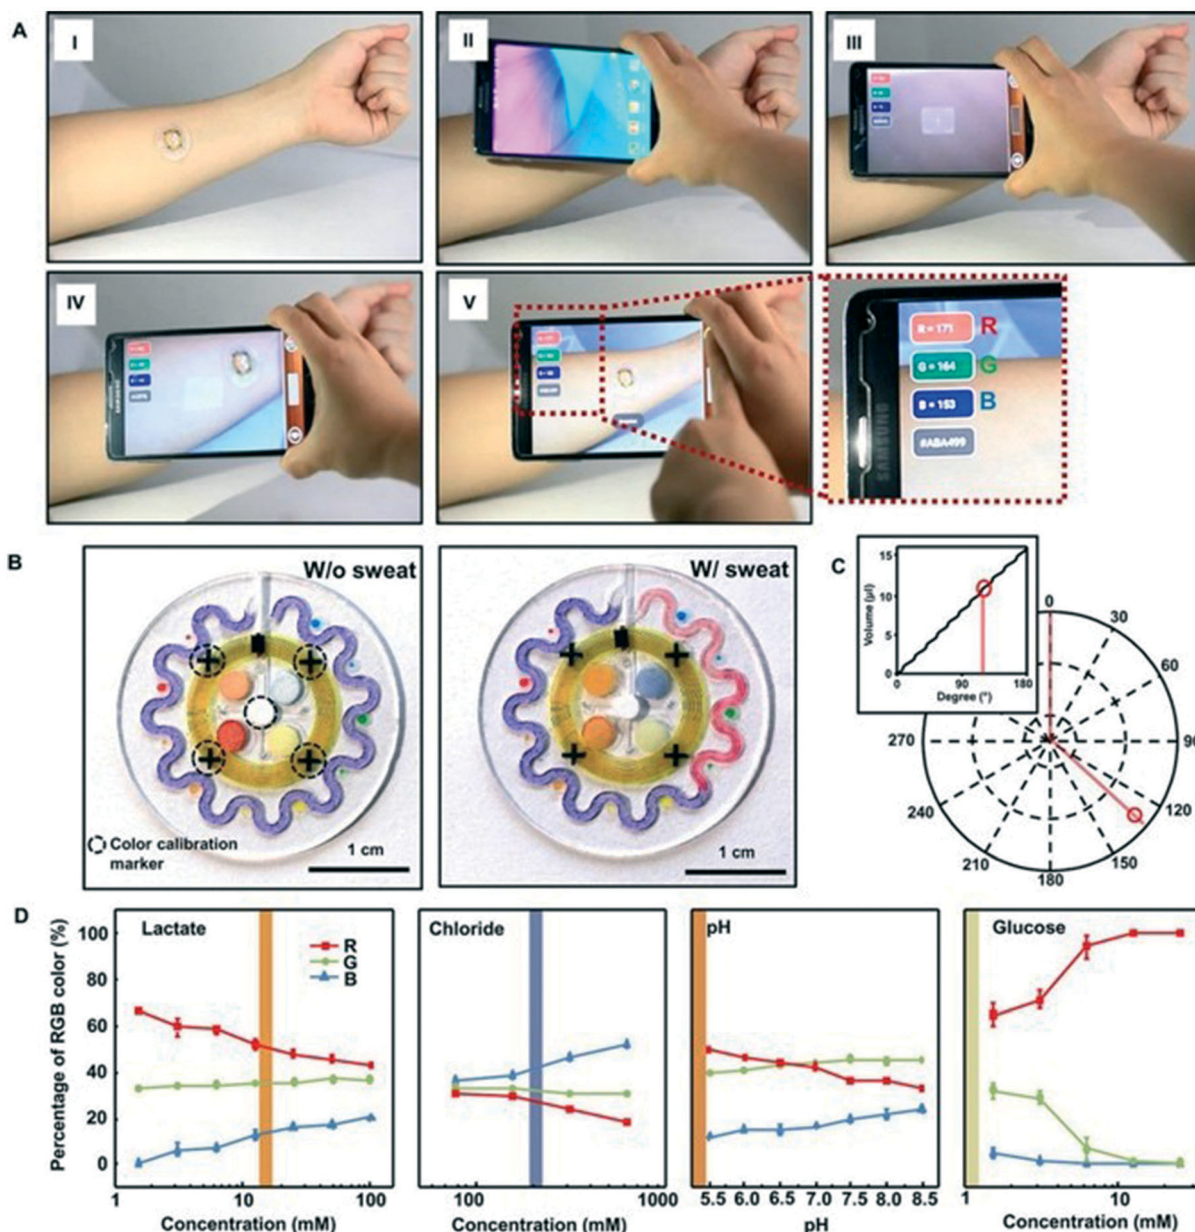 A
I
II
III
IV
V
R = 171 R
G = 164 G
B = 153 B
#ABA499
SAMSUNG
B
W/o sweat
W/ sweat
Color calibration
marker
1 cm
1 cm
C
Volume (µl)
15
10
5
0
0 90 180
Degree (°)
0
30
60
90
120
150
180
210
240
270
D
Percentage of RGB color (%)
100
80
60
40
20
0
Lactate
R
G
B
1 10 100
Concentration (mM)
Chloride
100 1000
Concentration (mM)
pH
5.5 6.0 6.5 7.0 7.5 8.0 8.5
pH
Glucose
1 10
Concentration (mM)